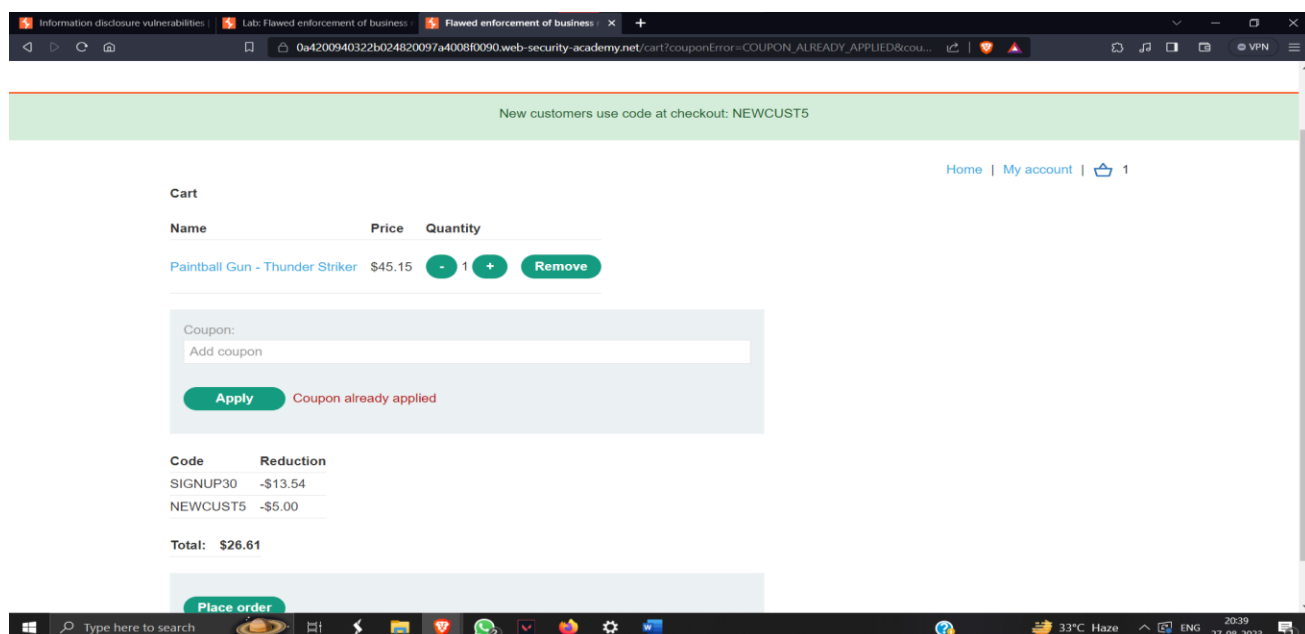 Information disclosure vulnerabilities |
Lab: Flawed enforcement of business
Flawed enforcement of business
0a4200940322b024820097a4008f0090.web-security-academy.net/cart?couponError=COUPON_ALREADY_APPLIED&cou...
VPN
New customers use code at checkout: NEWCUST5
Home | My account | 1
Cart
Name Price Quantity
Paintball Gun - Thunder Striker $45.15 - 1 + Remove
Coupon:
Add coupon
Apply Coupon already applied
Code Reduction
SIGNUP30 -$13.54
NEWCUST5 -$5.00
Total: $26.61
Place order
Type here to search
33°C Haze
ENG
20:39
27-08-2023